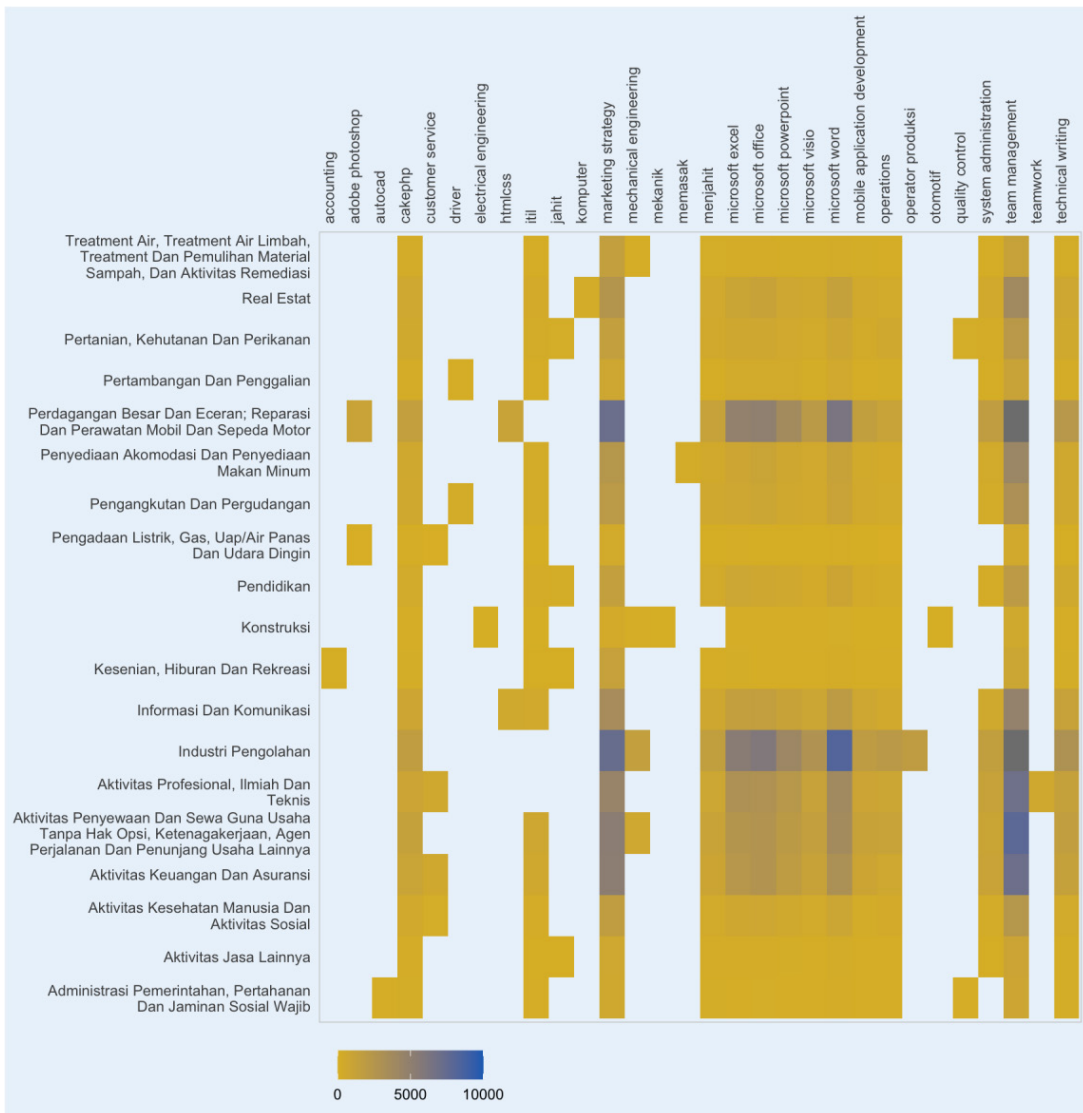 accounting
adobe photoshop
autocad
cakephp
customer service
driver
electrical engineering
htmlcss
itil
jahit
komputer
marketing strategy
mechanical engineering
mekanik
memasak
menjahit
microsoft excel
microsoft office
microsoft powerpoint
microsoft visio
microsoft word
mobile application development
operations
operator produksi
otomotif
quality control
system administration
team management
teamwork
technical writing
Treatment Air, Treatment Air Limbah,
Treatment Dan Pemulihan Material
Sampah, Dan Aktivitas Remediasi
Real Estat
Pertanian, Kehutanan Dan Perikanan
Pertambangan Dan Penggalian
Perdagangan Besar Dan Eceran; Reparasi
Dan Perawatan Mobil Dan Sepeda Motor
Penyediaan Akomodasi Dan Penyediaan
Makan Minum
Pengangkutan Dan Pergudangan
Pengadaan Listrik, Gas, Uap/Air Panas
Dan Udara Dingin
Pendidikan
Konstruksi
Kesenian, Hiburan Dan Rekreasi
Informasi Dan Komunikasi
Industri Pengolahan
Aktivitas Profesional, Ilmiah Dan
Teknis
Aktivitas Penyewaan Dan Sewa Guna Usaha
Tanpa Hak Opsi, Ketenagakerjaan, Agen
Perjalanan Dan Penunjang Usaha Lainnya
Aktivitas Keuangan Dan Asuransi
Aktivitas Kesehatan Manusia Dan
Aktivitas Sosial
Aktivitas Jasa Lainnya
Administrasi Pemerintahan, Pertahanan
Dan Jaminan Sosial Wajib
0 5000 10000